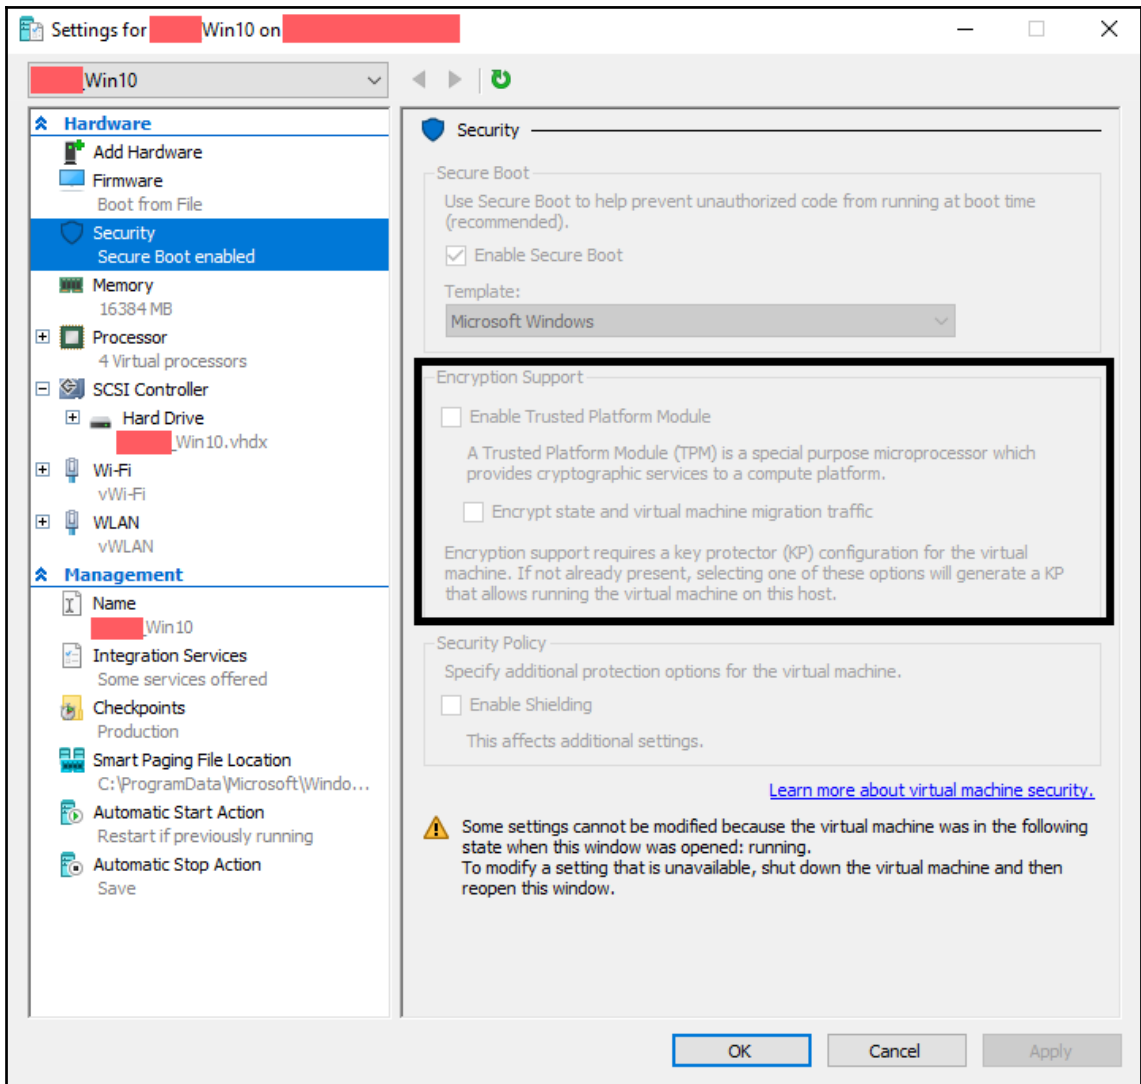 Settings for Win10 on
_Win10
Hardware
Add Hardware
Firmware
Boot from File
Security
Secure Boot enabled
Memory
16384 MB
Processor
4 Virtual processors
SCSI Controller
Hard Drive
_Win10.vhdx
Wi-Fi
vWi-Fi
WLAN
vWLAN
Management
Name
_Win10
Integration Services
Some services offered
Checkpoints
Production
Smart Paging File Location
C:\ProgramData\Microsoft\Windo...
Automatic Start Action
Restart if previously running
Automatic Stop Action
Save
Security
Secure Boot
Use Secure Boot to help prevent unauthorized code from running at boot time
(recommended).
Enable Secure Boot
Template:
Microsoft Windows
Encryption Support
Enable Trusted Platform Module
A Trusted Platform Module (TPM) is a special purpose microprocessor which
provides cryptographic services to a compute platform.
Encrypt state and virtual machine migration traffic
Encryption support requires a key protector (KP) configuration for the virtual
machine. If not already present, selecting one of these options will generate a KP
that allows running the virtual machine on this host.
Security Policy
Specify additional protection options for the virtual machine.
Enable Shielding
This affects additional settings.
Learn more about virtual machine security.
Some settings cannot be modified because the virtual machine was in the following
state when this window was opened: running.
To modify a setting that is unavailable, shut down the virtual machine and then
reopen this window.
OK
Cancel
Apply